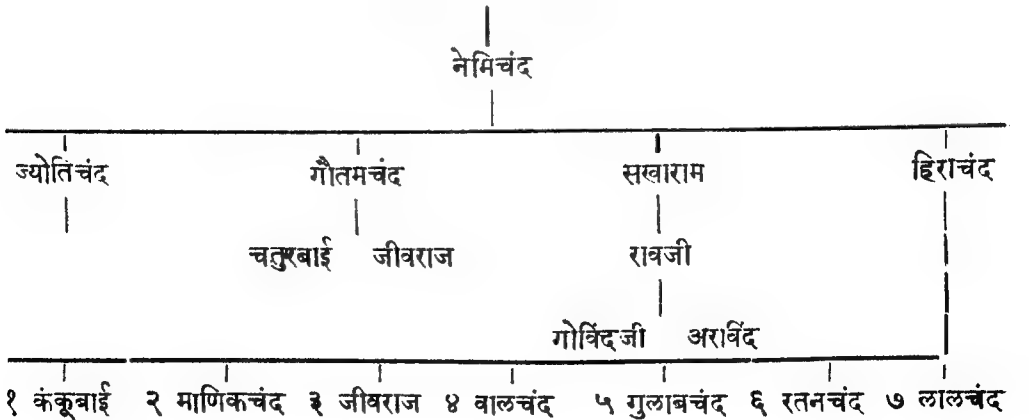 नेमिचंद
ज्योतिचंद गौतमचंद सखाराम हिराचंद
चतुरबाई जीवराज रावजी
गोविंदजी अरविंद
१ कंकूबाई २ माणिकचंद ३ जीवराज ४ वालचंद ५ गुलाबचंद ६ रतनचंद ७ लालचंद